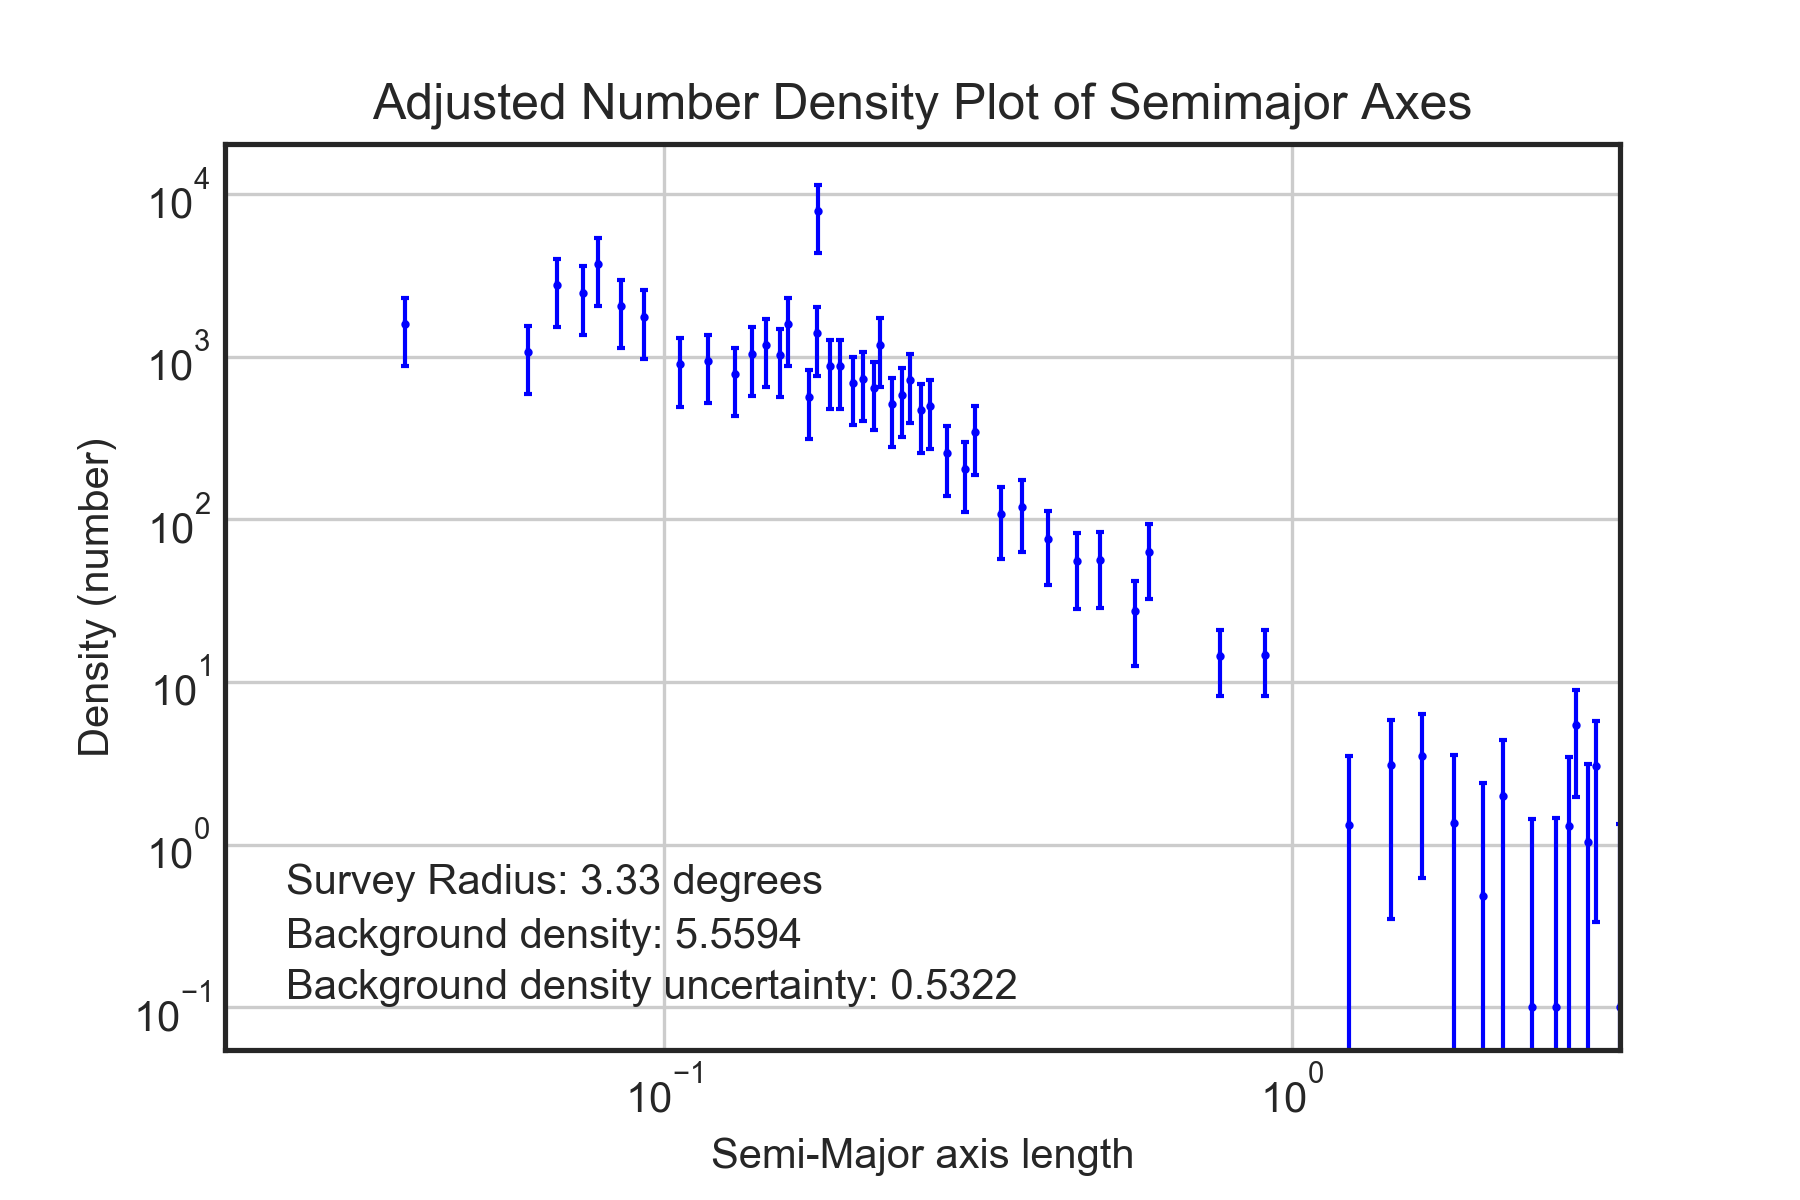 Adjusted Number Density Plot of Semimajor Axes
Density (number)
10^4
10^3
10^2
10^1
10^0
10^−1
Survey Radius: 3.33 degrees
Background density: 5.5594
Background density uncertainty: 0.5322
10^−1 10^0
Semi-Major axis length